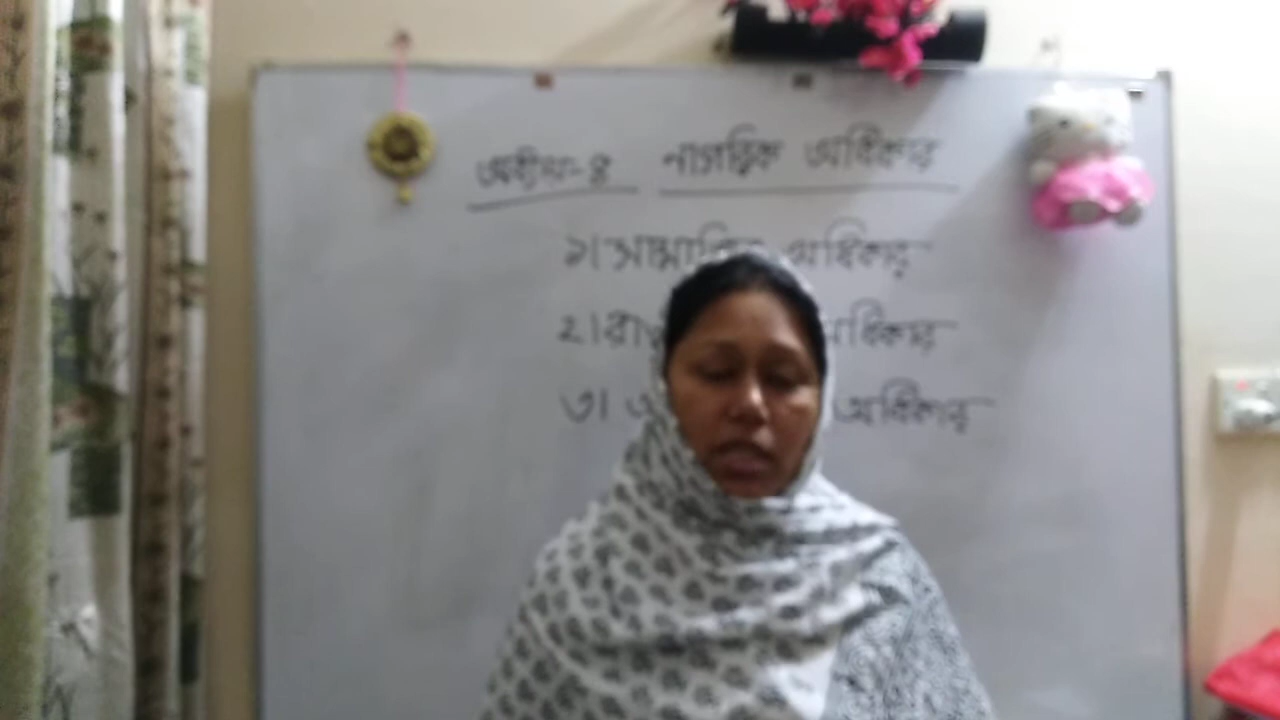 অধ্যায়-৪ নাগরিক অধিকার
১। সামাজিক অধিকার
২। অধিকার
৩। অধিকার